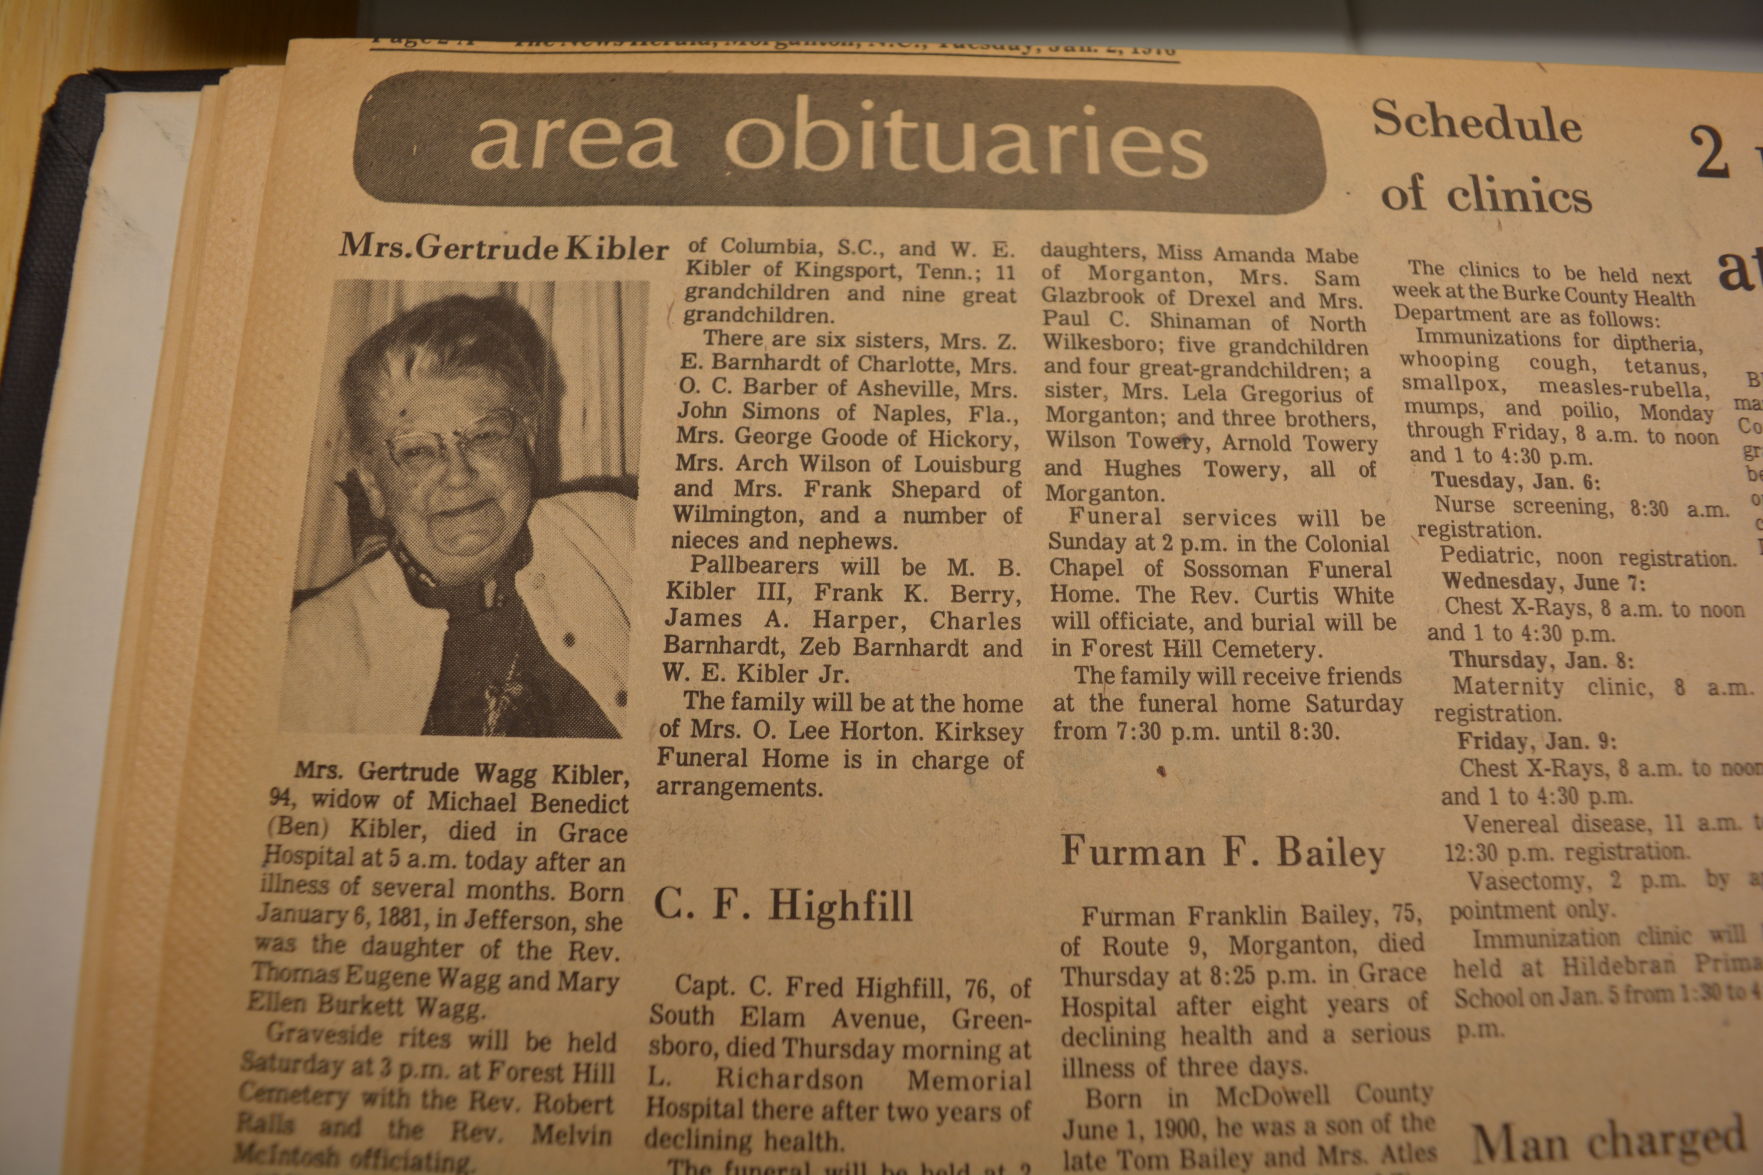 Page 2 A The News Herald, Morganton, N.C., Tuesday, Jan. 2, 1976
area obituaries
Mrs. Gertrude Kibler
Mrs. Gertrude Wagg Kibler,
94, widow of Michael Benedict
(Ben) Kibler, died in Grace
Hospital at 5 a.m. today after an
illness of several months. Born
January 6, 1881, in Jefferson, she
was the daughter of the Rev.
Thomas Eugene Wagg and Mary
Ellen Burkett Wagg.
Graveside rites will be held
Saturday at 3 p.m. at Forest Hill
Cemetery with the Rev. Robert
Ralls and the Rev. Melvin
McIntosh officiating.
of Columbia, S.C., and W. E.
Kibler of Kingsport, Tenn.; 11
grandchildren and nine great
grandchildren.
There are six sisters, Mrs. Z.
E. Barnhardt of Charlotte, Mrs.
O. C. Barber of Asheville, Mrs.
John Simons of Naples, Fla.,
Mrs. George Goode of Hickory,
Mrs. Arch Wilson of Louisburg
and Mrs. Frank Shepard of
Wilmington, and a number of
nieces and nephews.
Pallbearers will be M. B.
Kibler III, Frank K. Berry,
James A. Harper, Charles
Barnhardt, Zeb Barnhardt and
W. E. Kibler Jr.
The family will be at the home
of Mrs. O. Lee Horton. Kirksey
Funeral Home is in charge of
arrangements.
C. F. Highfill
Capt. C. Fred Highfill, 76, of
South Elam Avenue, Green-
sboro, died Thursday morning at
L. Richardson Memorial
Hospital there after two years of
declining health.
The funeral will be held at 2
daughters, Miss Amanda Mabe
of Morganton, Mrs. Sam
Glazbrook of Drexel and Mrs.
Paul C. Shinaman of North
Wilkesboro; five grandchildren
and four great-grandchildren; a
sister, Mrs. Lela Gregorius of
Morganton; and three brothers,
Wilson Towery, Arnold Towery
and Hughes Towery, all of
Morganton.
Funeral services will be
Sunday at 2 p.m. in the Colonial
Chapel of Sossoman Funeral
Home. The Rev. Curtis White
will officiate, and burial will be
in Forest Hill Cemetery.
The family will receive friends
at the funeral home Saturday
from 7:30 p.m. until 8:30.
Furman F. Bailey
Furman Franklin Bailey, 75,
of Route 9, Morganton, died
Thursday at 8:25 p.m. in Grace
Hospital after eight years of
declining health and a serious
illness of three days.
Born in McDowell County
June 1, 1900, he was a son of the
late Tom Bailey and Mrs. Atles
Schedule
of clinics
The clinics to be held next
week at the Burke County Health
Department are as follows:
Immunizations for diptheria,
whooping cough, tetanus,
smallpox, measles-rubella,
mumps, and poilio, Monday
through Friday, 8 a.m. to noon
and 1 to 4:30 p.m.
Tuesday, Jan. 6:
Nurse screening, 8:30 a.m.
registration.
Pediatric, noon registration.
Wednesday, June 7:
Chest X-Rays, 8 a.m. to noon
and 1 to 4:30 p.m.
Thursday, Jan. 8:
Maternity clinic, 8 a.m.
registration.
Friday, Jan. 9:
Chest X-Rays, 8 a.m. to noon
and 1 to 4:30 p.m.
Venereal disease, 11 a.m. t
12:30 p.m. registration.
Vasectomy, 2 p.m. by a
pointment only.
Immunization clinic will
held at Hildebran Prima
School on Jan. 5 from 1:30 to 4
p.m.
Man charged
2
at